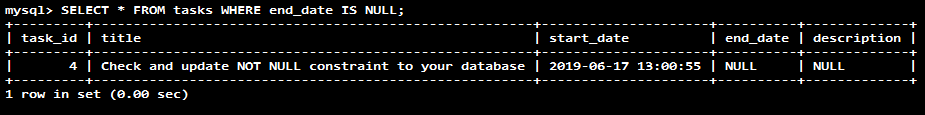 mysql> SELECT * FROM tasks WHERE end_date IS NULL;
+---------+----------------------------------------------------+---------------------+----------+-------------+
| task_id | title                                              | start_date          | end_date | description |
+---------+----------------------------------------------------+---------------------+----------+-------------+
|       4 | Check and update NOT NULL constraint to your database | 2019-06-17 13:00:55 | NULL     | NULL        |
+---------+----------------------------------------------------+---------------------+----------+-------------+
1 row in set (0.00 sec)